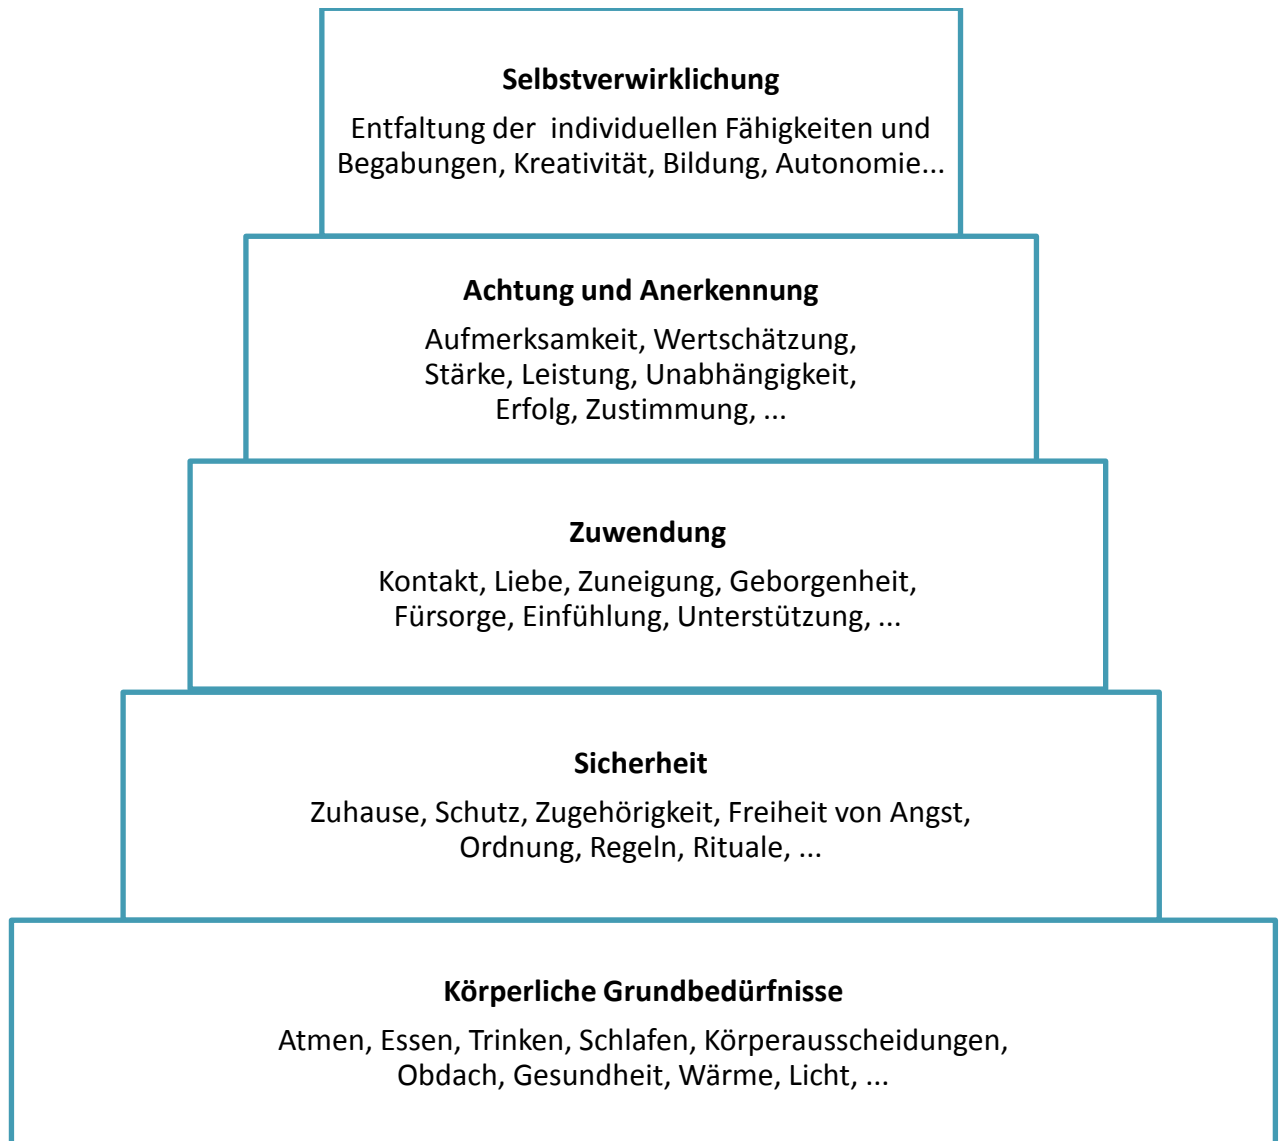 Selbstverwirklichung
Entfaltung der  individuellen Fähigkeiten und
Begabungen, Kreativität, Bildung, Autonomie...
Achtung und Anerkennung
Aufmerksamkeit, Wertschätzung,
Stärke, Leistung, Unabhängigkeit,
Erfolg, Zustimmung, ...
Zuwendung
Kontakt, Liebe, Zuneigung, Geborgenheit,
Fürsorge, Einfühlung, Unterstützung, ...
Sicherheit
Zuhause, Schutz, Zugehörigkeit, Freiheit von Angst,
Ordnung, Regeln, Rituale, ...
Körperliche Grundbedürfnisse
Atmen, Essen, Trinken, Schlafen, Körperausscheidungen,
Obdach, Gesundheit, Wärme, Licht, ...